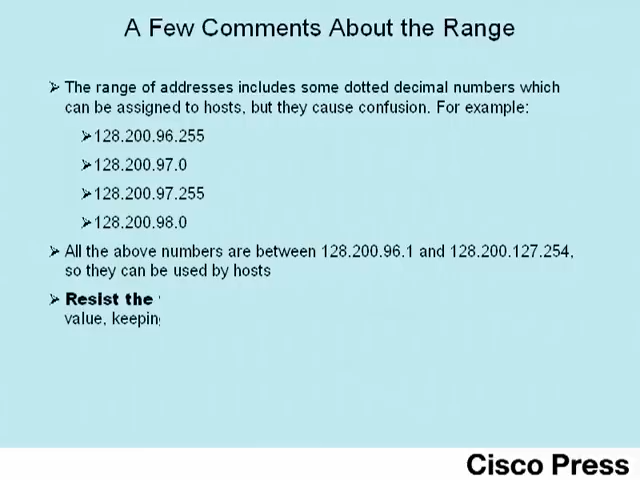 A Few Comments About the Range
➢ The range of addresses includes some dotted decimal numbers which
can be assigned to hosts, but they cause confusion. For example:
➢ 128.200.96.255
➢ 128.200.97.0
➢ 128.200.97.255
➢ 128.200.98.0
➢ All the above numbers are between 128.200.96.1 and 128.200.127.254,
so they can be used by hosts
➢ Resist the
value, keeping
Cisco Press